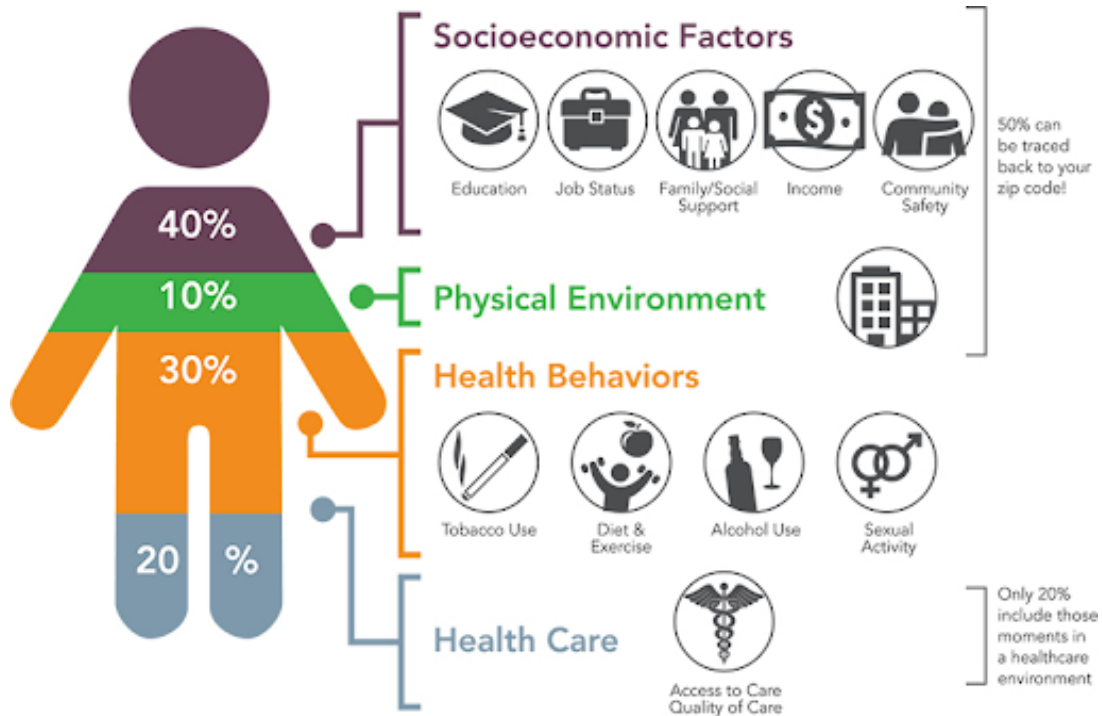 Socioeconomic Factors
Education
Job Status
Family/Social
Support
Income
Community
Safety
50% can
be traced
back to your
zip code!
40%
10%
Physical Environment
30%
Health Behaviors
Tobacco Use
Diet &
Exercise
Alcohol Use
Sexual
Activity
20 %
Health Care
Access to Care
Quality of Care
Only 20%
include those
moments in
a healthcare
environment